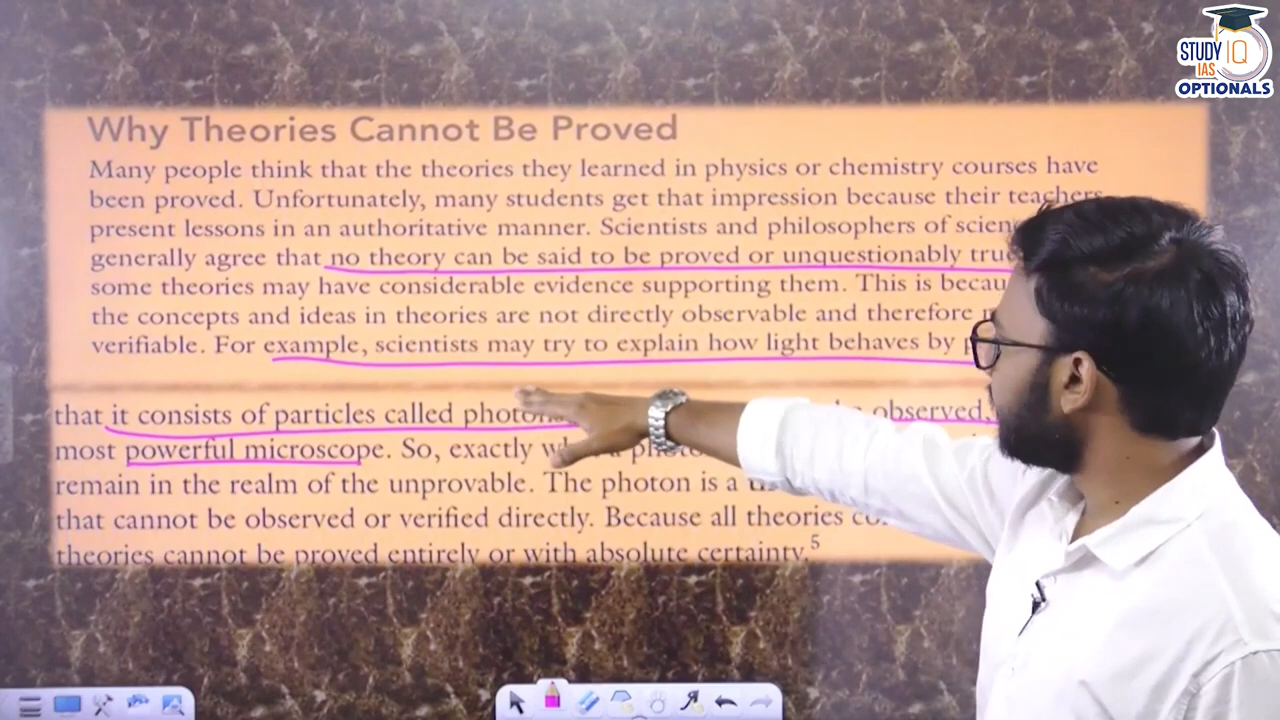 STUDY IQ
IAS
OPTIONALS
Why Theories Cannot Be Proved
Many people think that the theories they learned in physics or chemistry courses have
been proved. Unfortunately, many students get that impression because their teachers
present lessons in an authoritative manner. Scientists and philosophers of
generally agree that no theory can be said to be proved or unquestionably true
some theories may have considerable evidence supporting them. This is
the concepts and ideas in theories are not directly observable and therefore
verifiable. For example, scientists may try to explain how light behaves by
that it consists of particles called observed,
most powerful microscope. So, exactly
remain in the realm of the unprovable. The photon is a
that cannot be observed or verified directly. Because all theories
theories cannot be proved entirely or with absolute certainty.5